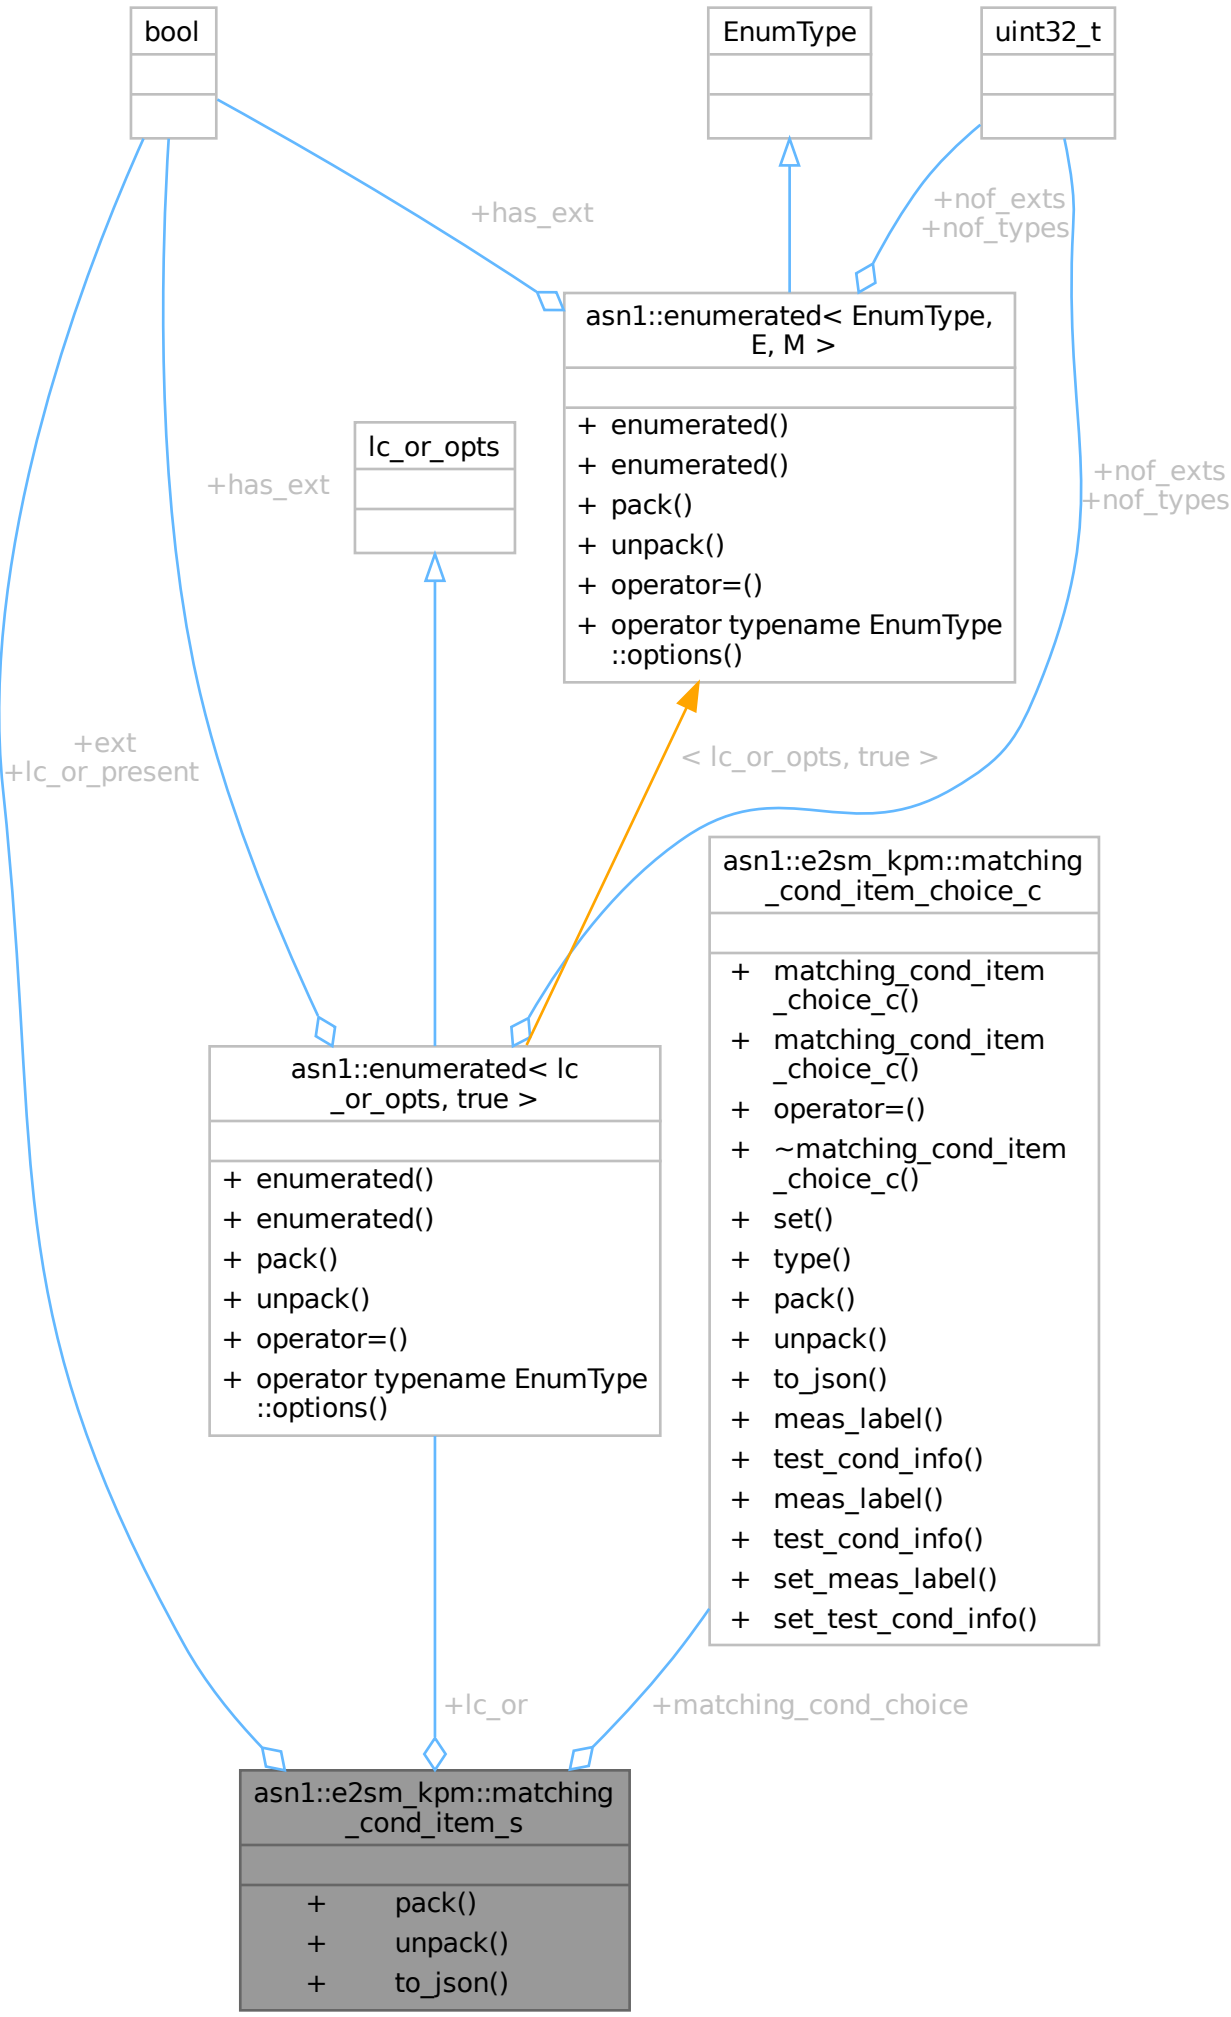 bool
EnumType
uint32_t
+has_ext
+nof_exts
+nof_types
asn1::enumerated< EnumType,
E, M >
+ enumerated()
+ enumerated()
+ pack()
+ unpack()
+ operator=()
+ operator typename EnumType
::options()
lc_or_opts
+has_ext
+nof_exts
+nof_types
+ext
+lc_or_present
< lc_or_opts, true >
asn1::e2sm_kpm::matching
_cond_item_choice_c
+ matching_cond_item
_choice_c()
+ matching_cond_item
_choice_c()
+ operator=()
+ ~matching_cond_item
_choice_c()
+ set()
+ type()
+ pack()
+ unpack()
+ to_json()
+ meas_label()
+ test_cond_info()
+ meas_label()
+ test_cond_info()
+ set_meas_label()
+ set_test_cond_info()
asn1::enumerated< lc
_or_opts, true >
+ enumerated()
+ enumerated()
+ pack()
+ unpack()
+ operator=()
+ operator typename EnumType
::options()
+lc_or
+matching_cond_choice
asn1::e2sm_kpm::matching
_cond_item_s
+ pack()
+ unpack()
+ to_json()